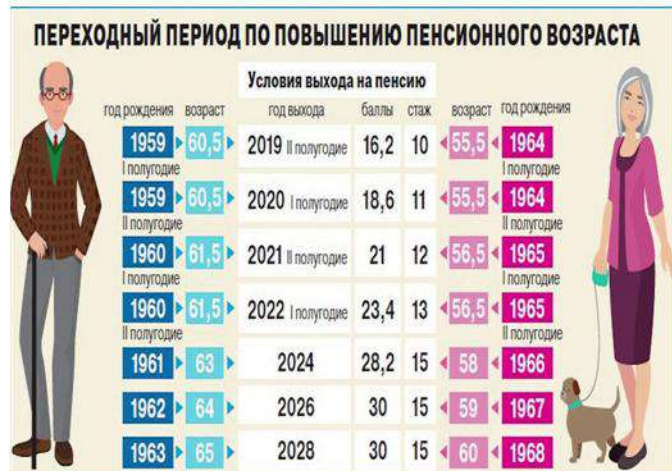 ПЕРЕХОДНЫЙ ПЕРИОД ПО ПОВЫШЕНИЮ ПЕНСИОННОГО ВОЗРАСТА
Условия выхода на пенсию
год рождения возраст год выхода баллы стаж возраст год рождения
1959 60,5 2019 II полугодие 16,2 10 55,5 1964
I полугодие I полугодие
1959 60,5 2020 I полугодие 18,6 11 55,5 1964
II полугодие II полугодие
1960 61,5 2021 II полугодие 21 12 56,5 1965
I полугодие I полугодие
1960 61,5 2022 I полугодие 23,4 13 56,5 1965
II полугодие II полугодие
1961 63 2024 28,2 15 58 1966
1962 64 2026 30 15 59 1967
1963 65 2028 30 15 60 1968